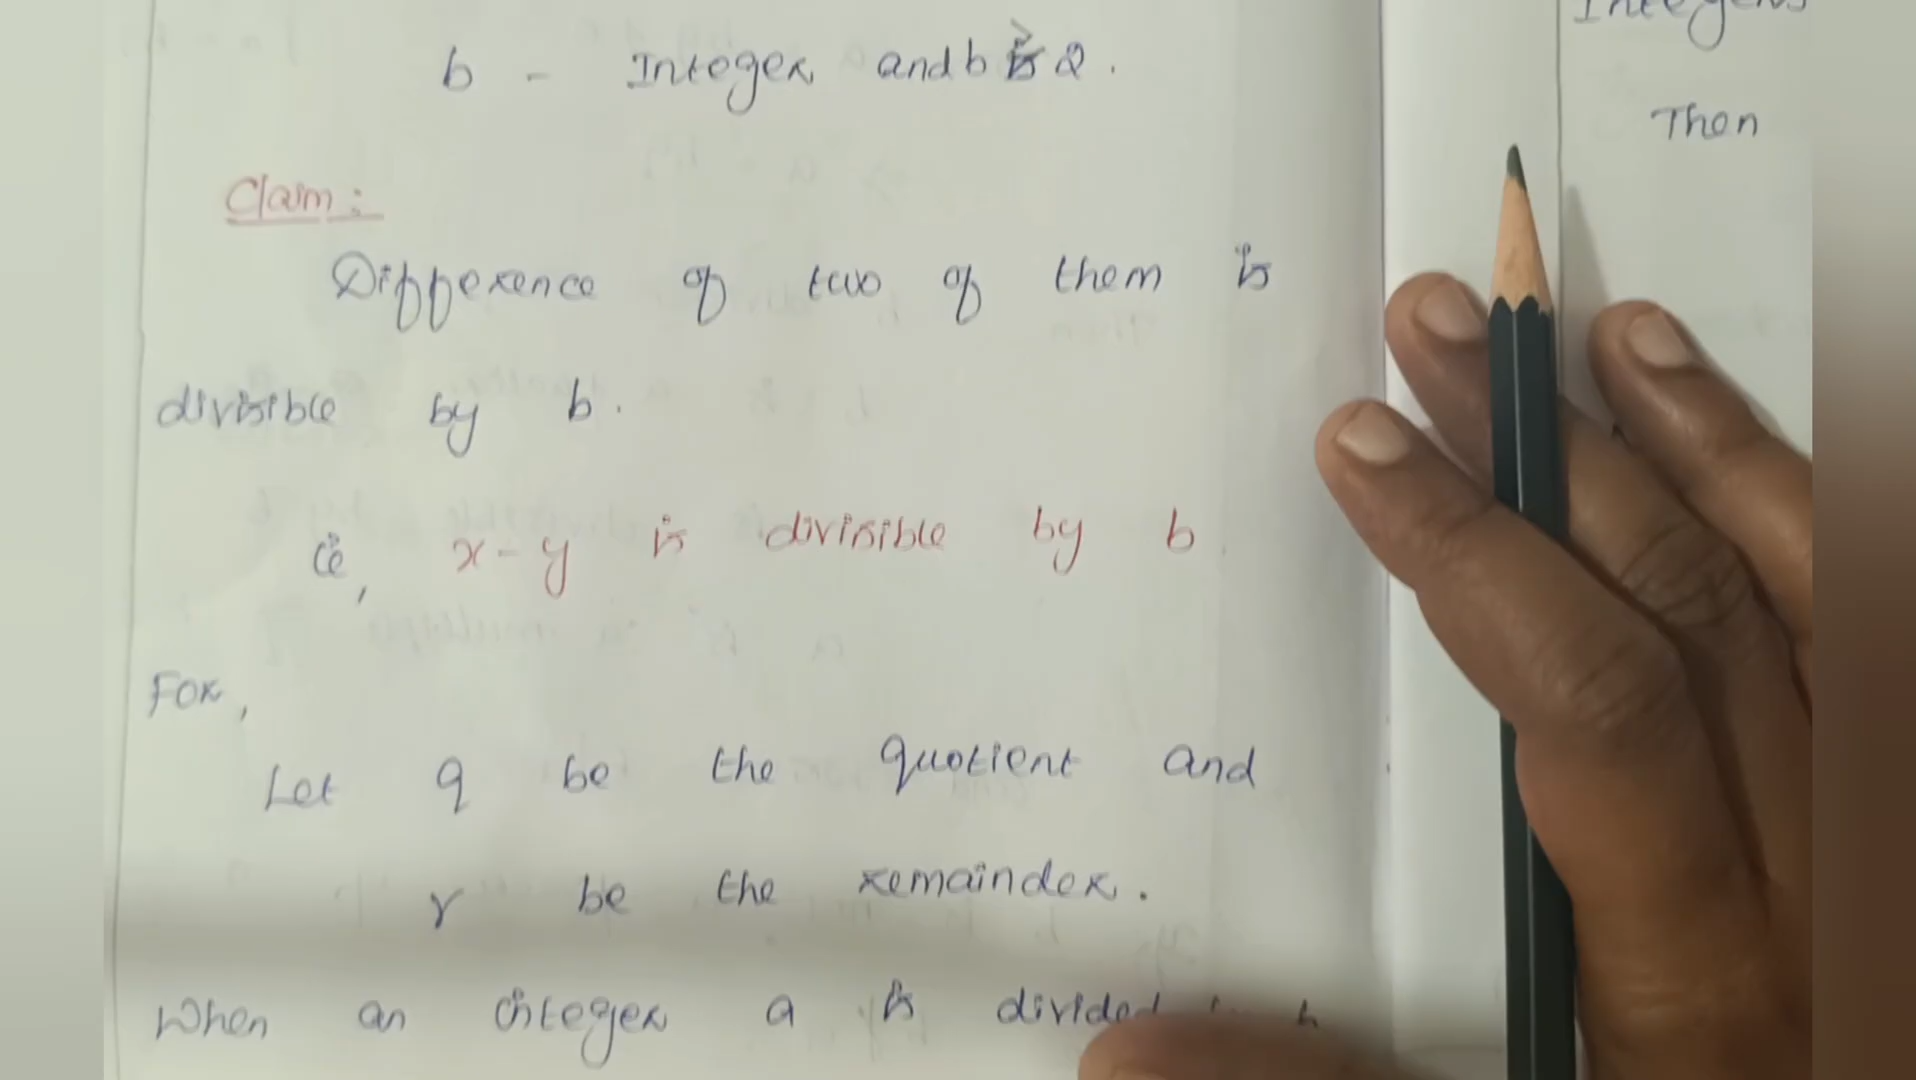 b - Integer and b ≥ 2.
Claim:
Difference of two of them is
divisible by b.
ie, x - y is divisible by b
For,
Let q be the quotient and
r be the remainder.
When an integer a is divided
Integers
Then